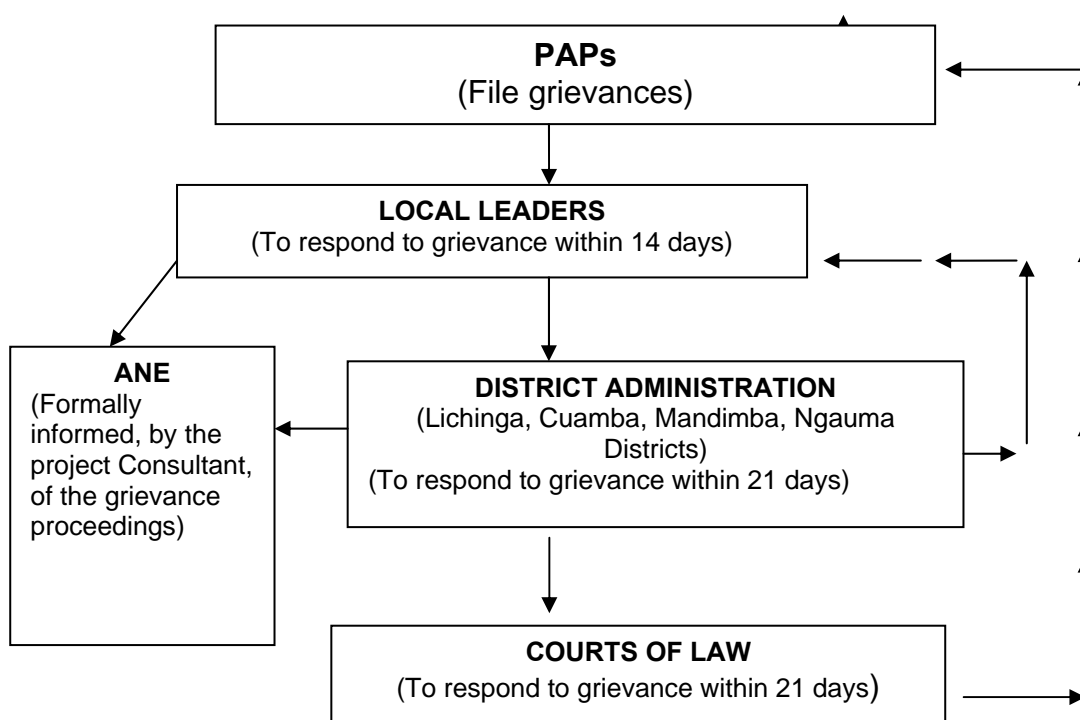 PAPs
(File grievances)
LOCAL LEADERS
(To respond to grievance within 14 days)
ANE
(Formally
informed, by the
project Consultant,
of the grievance
proceedings)
DISTRICT ADMINISTRATION
(Lichinga, Cuamba, Mandimba, Ngauma
Districts)
(To respond to grievance within 21 days)
COURTS OF LAW
(To respond to grievance within 21 days)